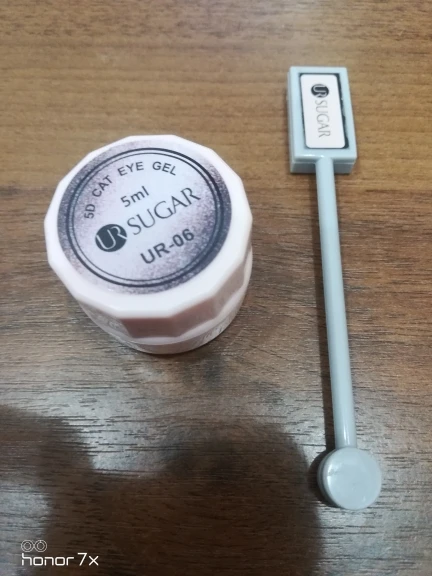 5D CAT EYE GEL
5ml
UR SUGAR
UR-06
UR SUGAR
honor 7x